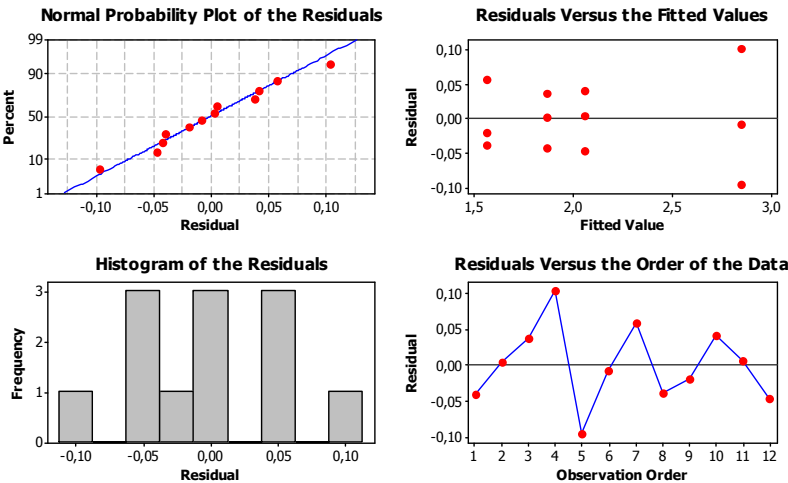 Normal Probability Plot of the Residuals
99
90
50
10
1
Percent
-0,10 -0,05 0,00 0,05 0,10
Residual
Residuals Versus the Fitted Values
0,10
0,05
0,00
-0,05
-0,10
Residual
1,5 2,0 2,5 3,0
Fitted Value
Histogram of the Residuals
3
2
1
0
Frequency
-0,10 -0,05 0,00 0,05 0,10
Residual
Residuals Versus the Order of the Data
0,10
0,05
0,00
-0,05
-0,10
Residual
1 2 3 4 5 6 7 8 9 10 11 12
Observation Order